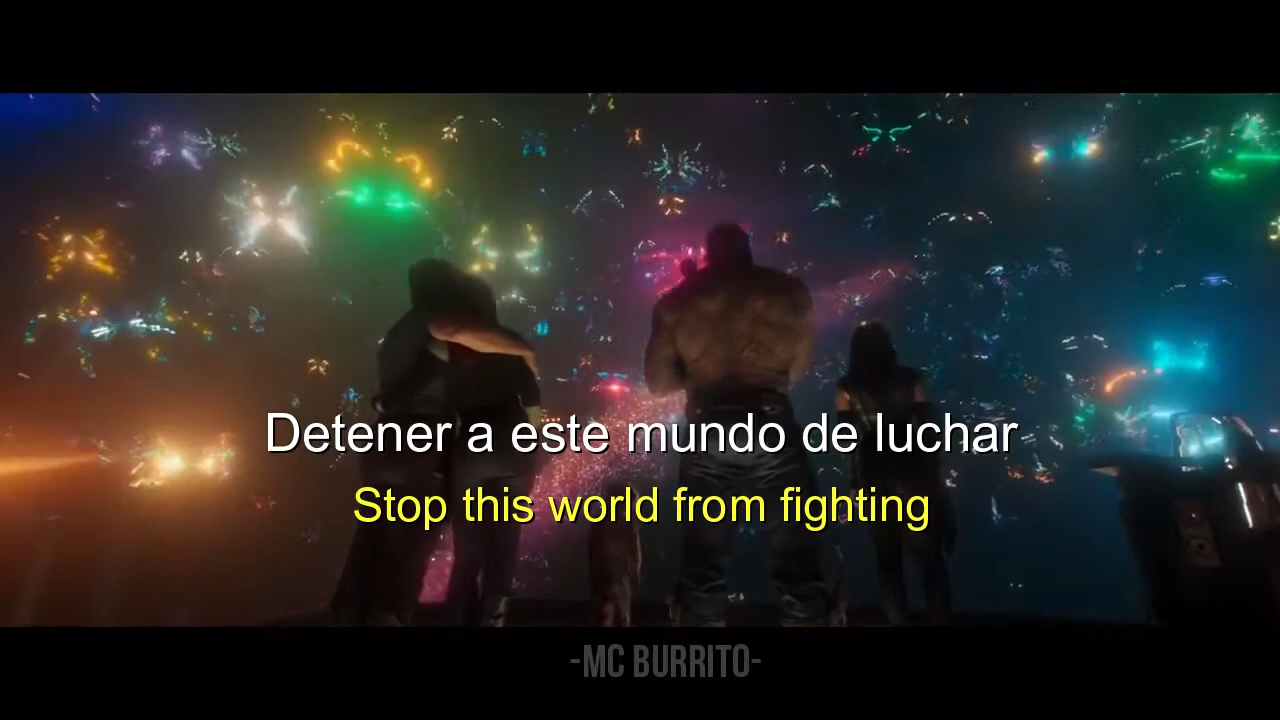 Detener a este mundo de luchar
Stop this world from fighting
-MC BURRITO-